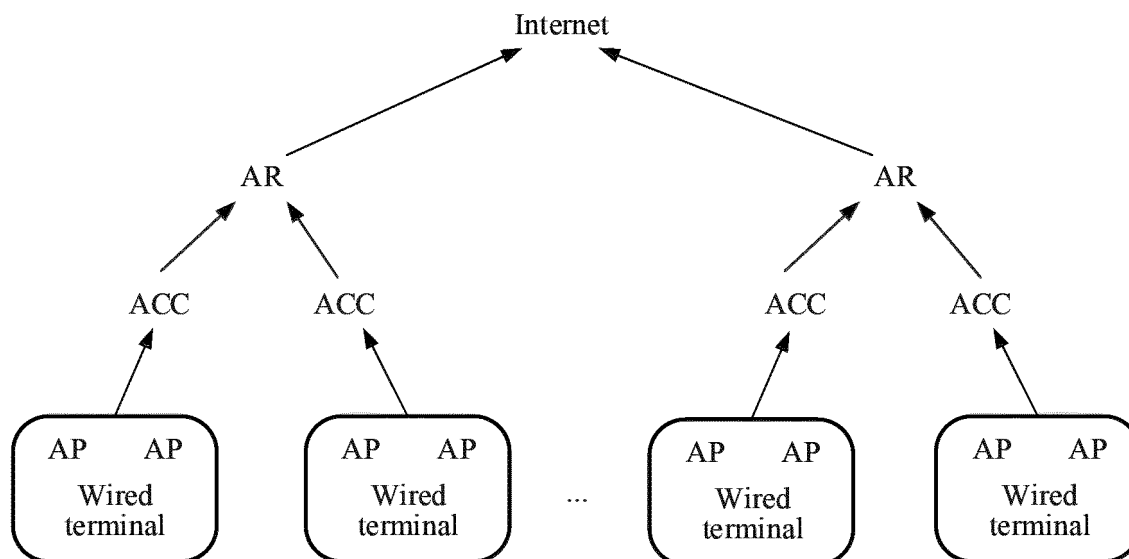 Internet
AR AR
ACC ACC ACC ACC
AP AP AP AP AP AP AP AP
Wired Wired ... Wired Wired
terminal terminal terminal terminal